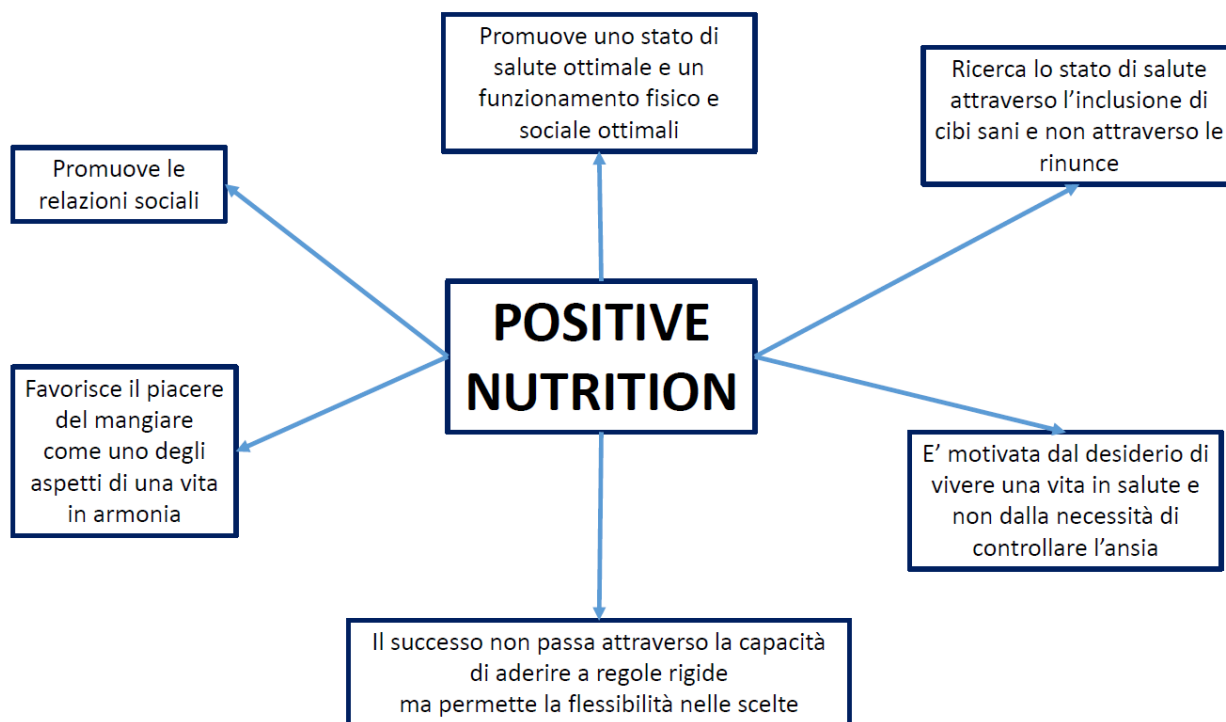 Promuove uno stato di
salute ottimale e un
funzionamento fisico e
sociale ottimali
Ricerca lo stato di salute
attraverso l'inclusione di
cibi sani e non attraverso le
rinunce
Promuove le
relazioni sociali
POSITIVE
NUTRITION
Favorisce il piacere
del mangiare
come uno degli
aspetti di una vita
in armonia
E' motivata dal desiderio di
vivere una vita in salute e
non dalla necessità di
controllare l'ansia
Il successo non passa attraverso la capacità
di aderire a regole rigide
ma permette la flessibilità nelle scelte